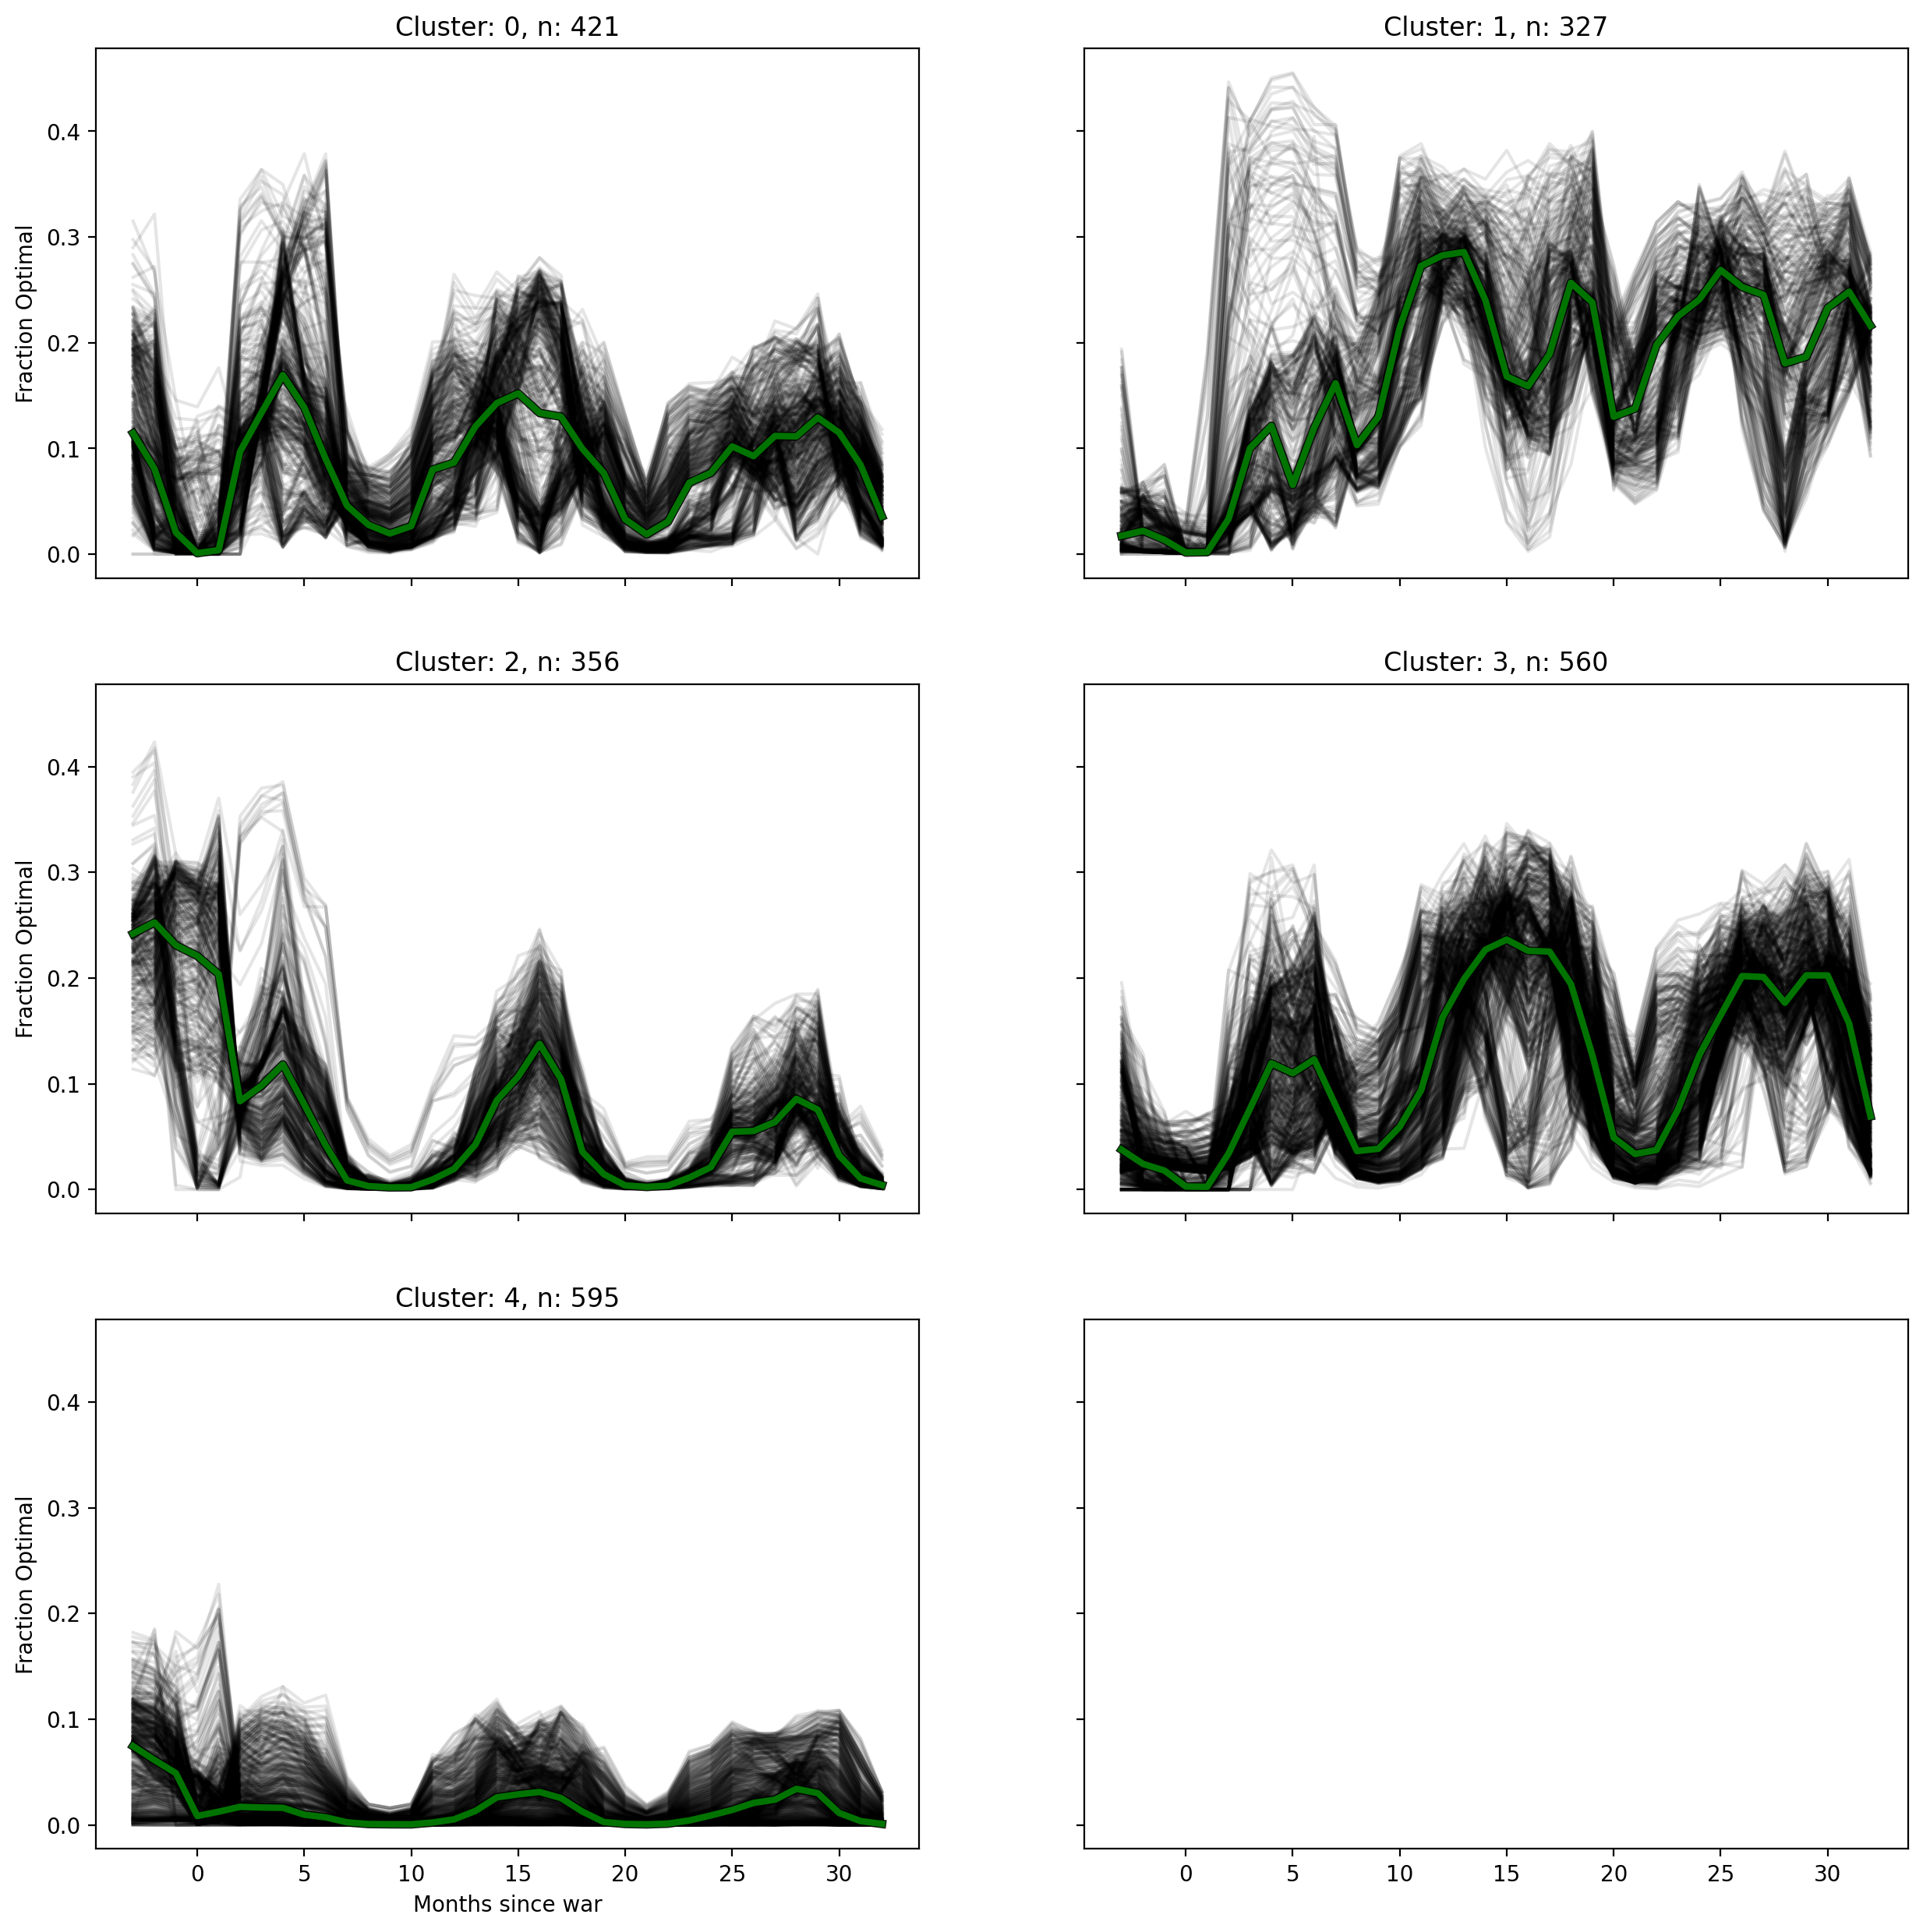 Cluster: 0, n: 421
Cluster: 1, n: 327
Fraction Optimal
0.4
0.3
0.2
0.1
0.0
Cluster: 2, n: 356
Cluster: 3, n: 560
Fraction Optimal
0.4
0.3
0.2
0.1
0.0
Cluster: 4, n: 595
Fraction Optimal
0.4
0.3
0.2
0.1
0.0
0 5 10 15 20 25 30
0 5 10 15 20 25 30
Months since war